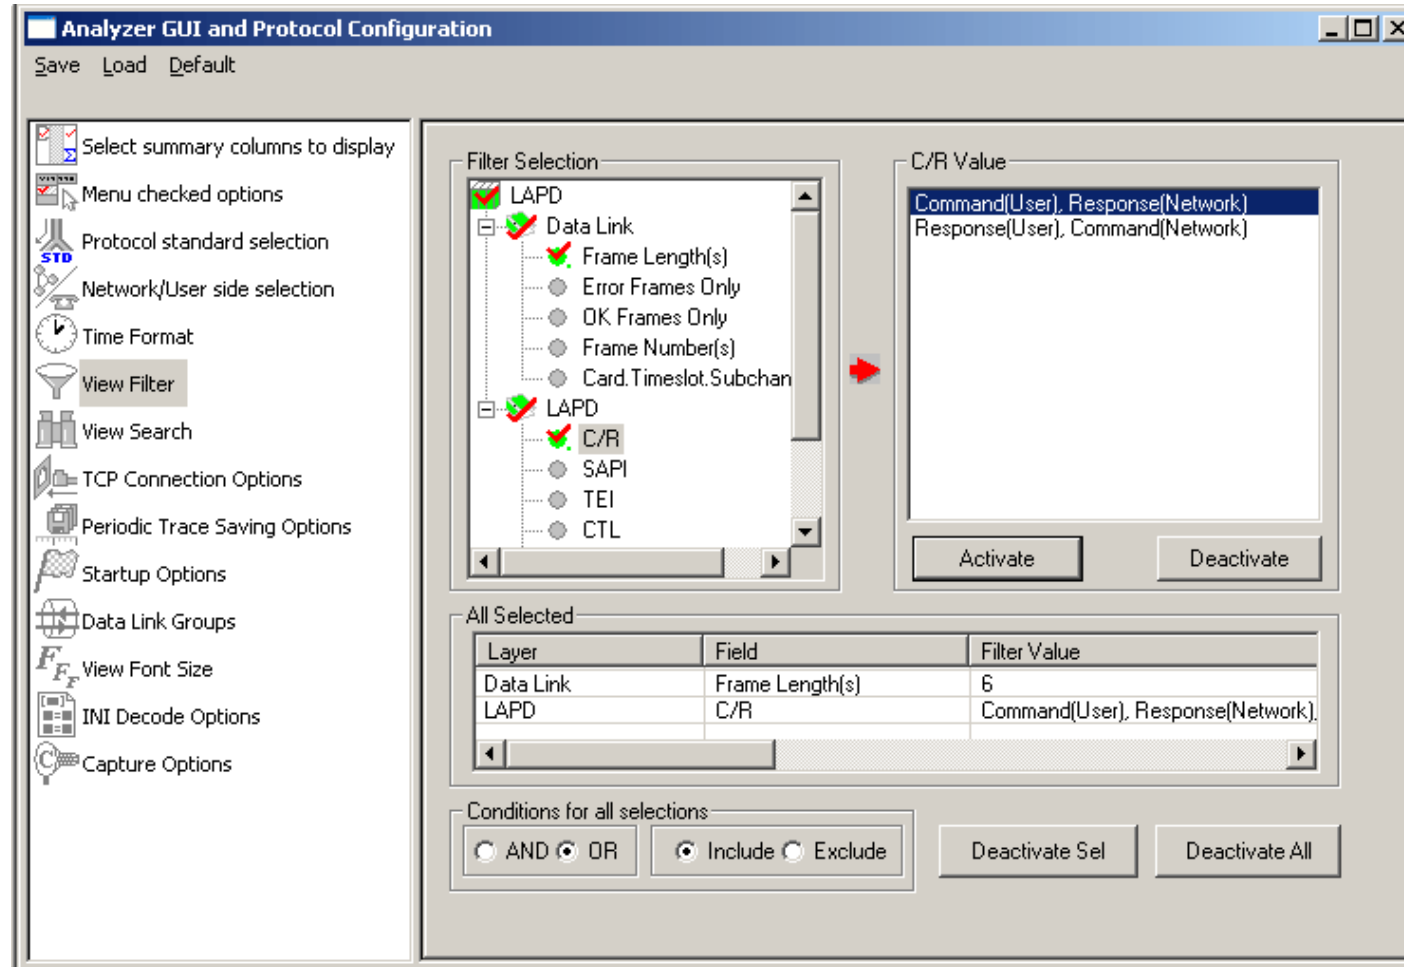 Analyzer GUI and Protocol Configuration
Save Load Default
Select summary columns to display
Menu checked options
STD
Protocol standard selection
Network/User side selection
Time Format
View Filter
View Search
TCP Connection Options
Periodic Trace Saving Options
Startup Options
Data Link Groups
View Font Size
INI Decode Options
Capture Options
Filter Selection
LAPD
Data Link
Frame Length(s)
Error Frames Only
OK Frames Only
Frame Number(s)
Card.Timeslot.Subchan
LAPD
C/R
SAPI
TEI
CTL
C/R Value
Command(User), Response(Network)
Response(User), Command(Network)
Activate Deactivate
All Selected
Layer Field Filter Value
Data Link Frame Length(s) 6
LAPD C/R Command(User), Response(Network),
Conditions for all selections
AND OR Include Exclude
Deactivate Sel Deactivate All